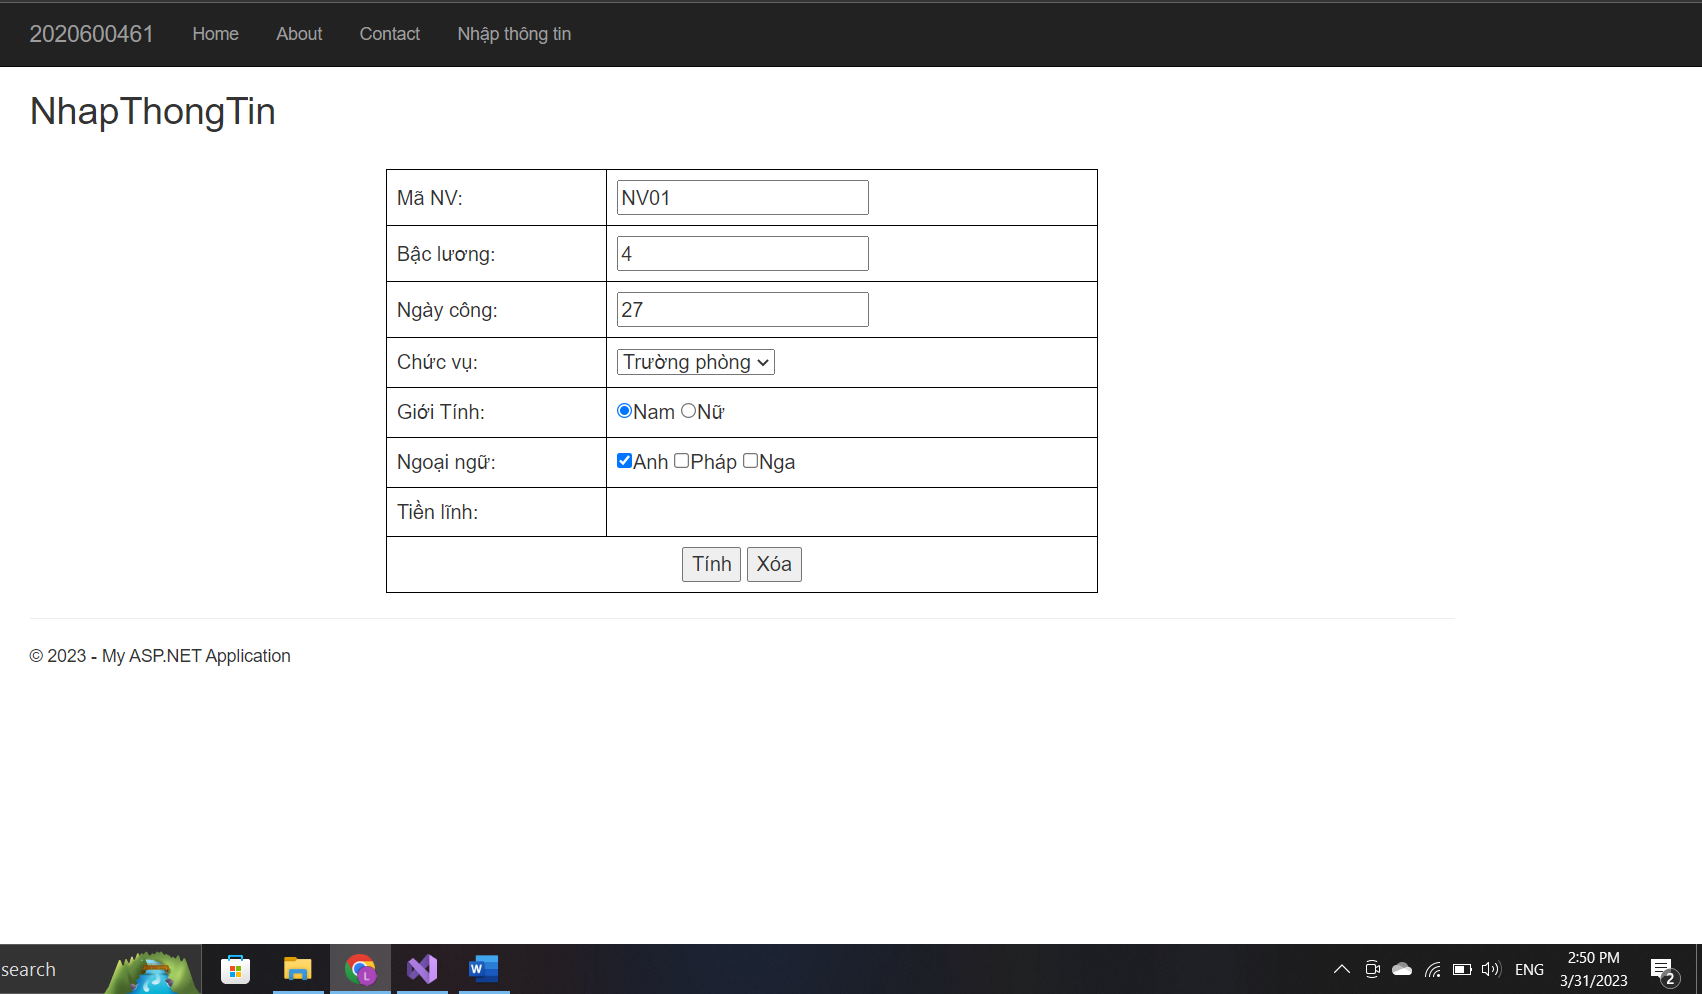 2020600461 Home About Contact Nhập thông tin
NhapThongTin
Mã NV: NV01
Bậc lương: 4
Ngày công: 27
Chức vụ: Trường phòng
Giới Tính: Nam Nữ
Ngoại ngữ: Anh Pháp Nga
Tiền lĩnh:
Tính Xóa
© 2023 - My ASP.NET Application
search
L
W
ENG
2:50 PM
3/31/2023
2